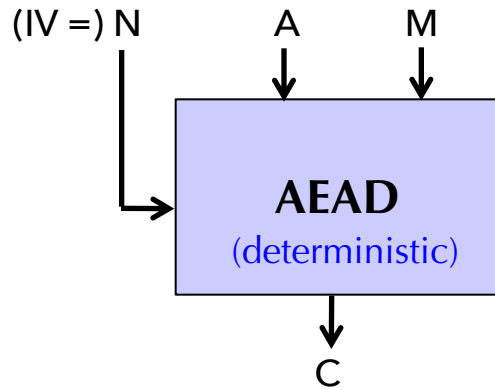 (IV =) N A M
AEAD
(deterministic)
C